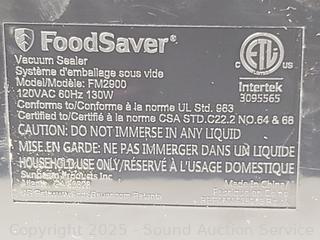 FoodSaver®
Vacuum Sealer
Système d'emballage sous vide
Model/Modèle: FM2900
120VAC 60Hz 130W
Conforms to/Conforme à la norme UL Std. 963
Certified to/Certifié à la norme CSA STD.C22.2 NO.64 & 68
C US
Intertek
3095565
CAUTION: DO NOT IMMERSE IN ANY LIQUID
MISE.EN GARDE: NE PAS IMMERGER DANS UN LIQUIDE
HOUSEHOLD USE ONLY/RÉSERVÉ À L'USAGE DOMESTIQUE
Sunbeam Products Inc
Made in China/
Copyright 2025 - Sound Auction Service